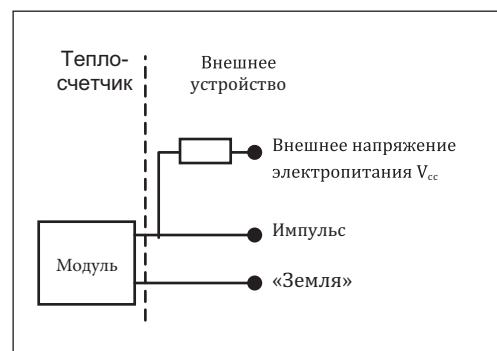 Тепло-
счетчик
Внешнее
устройство
Внешнее напряжение
электропитания Vcc
Импульс
Модуль
«Земля»